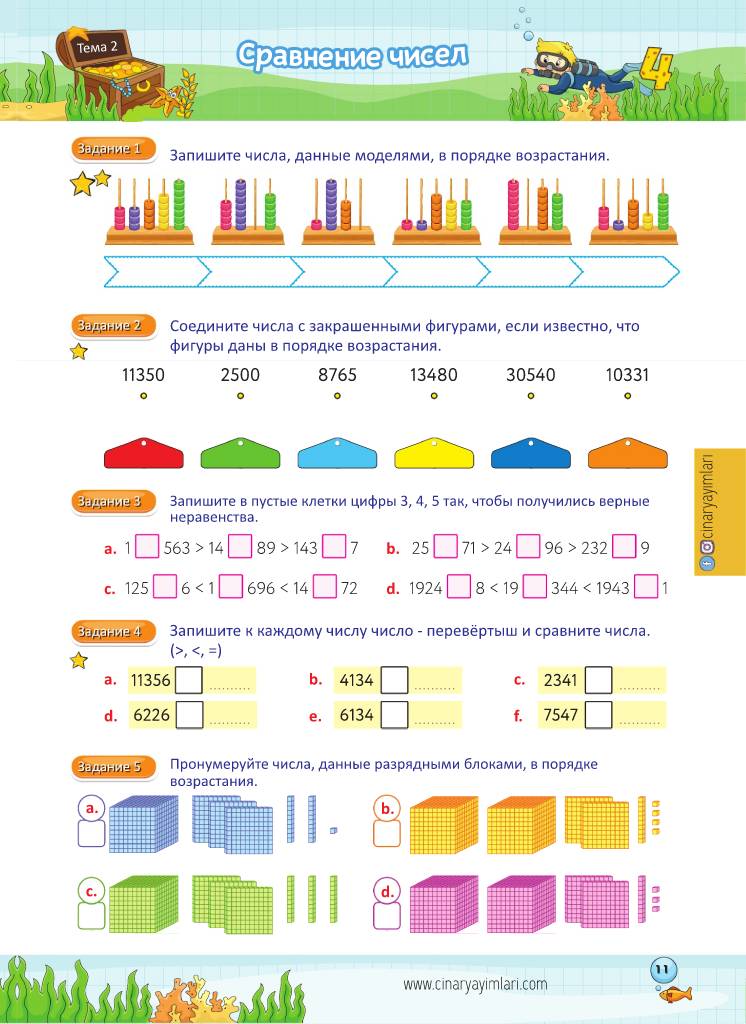 Тема 2
Сравнение чисел
4
Задание 1
Запишите числа, данные моделями, в порядке возрастания.
Задание 2
Соедините числа с закрашенными фигурами, если известно, что
фигуры даны в порядке возрастания.
11350 2500 8765 13480 30540 10331
Задание 3
Запишите в пустые клетки цифры 3, 4, 5 так, чтобы получились верные
неравенства.
a. 1 □ 563 > 14 □ 89 > 143 □ 7 b. 25 □ 71 > 24 □ 96 > 232 □ 9
c. 125 □ 6 < 1 □ 696 < 14 □ 72 d. 1924 □ 8 < 19 □ 344 < 1943 □ 1
Задание 4
Запишите к каждому числу число - перевёртыш и сравните числа.
(>, <, =)
a. 11356 □ .......... b. 4134 □ .......... c. 2341 □ ..........
d. 6226 □ .......... e. 6134 □ .......... f. 7547 □ ..........
Задание 5
Пронумеруйте числа, данные разрядными блоками, в порядке
возрастания.
a. b.
c. d.
cinaryayimlari
www.cinaryayimlari.com
11